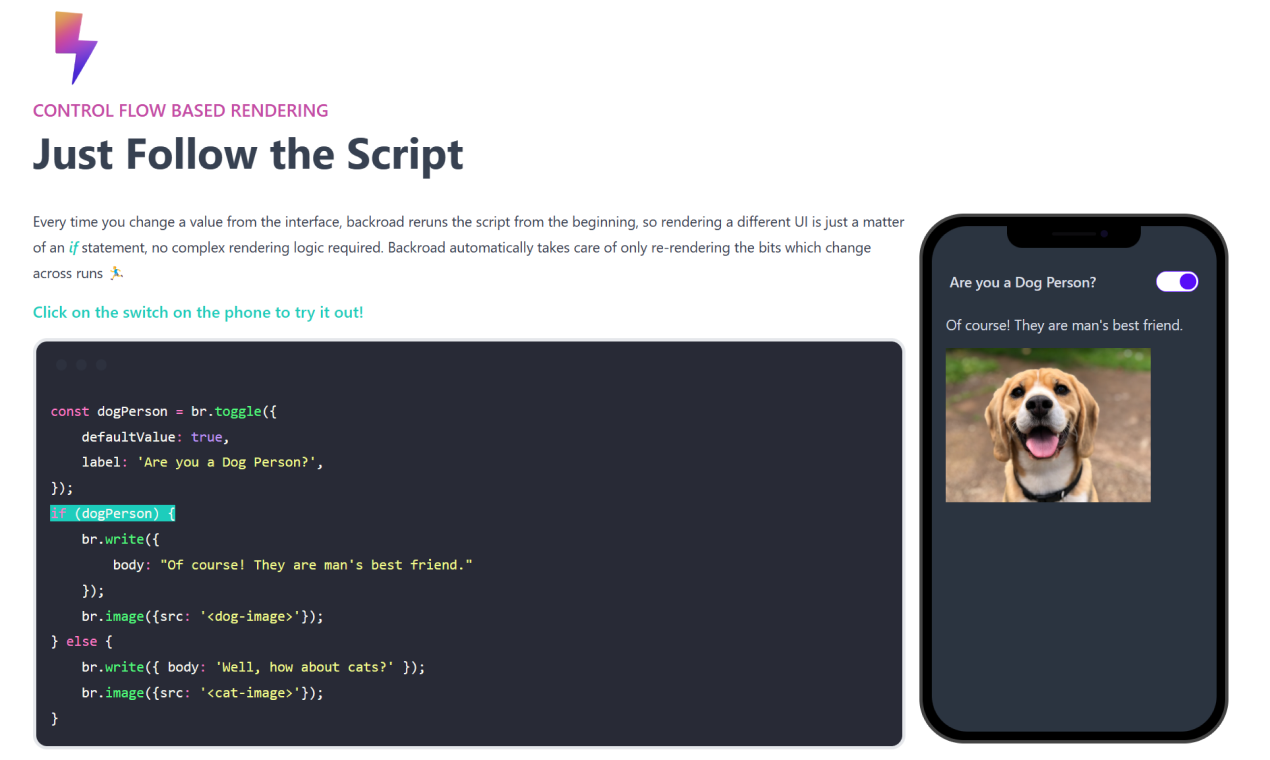 CONTROL FLOW BASED RENDERING
Just Follow the Script
Every time you change a value from the interface, backroad reruns the script from the beginning, so rendering a different UI is just a matter
of an if statement, no complex rendering logic required. Backroad automatically takes care of only re-rendering the bits which change
across runs 🏃.
Click on the switch on the phone to try it out!
const dogPerson = br.toggle({
    defaultValue: true,
    label: 'Are you a Dog Person?',
});
if (dogPerson) {
    br.write({
        body: "Of course! They are man's best friend."
    });
    br.image({src: '<dog-image>'});
} else {
    br.write({ body: 'Well, how about cats?' });
    br.image({src: '<cat-image>'});
}
Are you a Dog Person?
Of course! They are man's best friend.